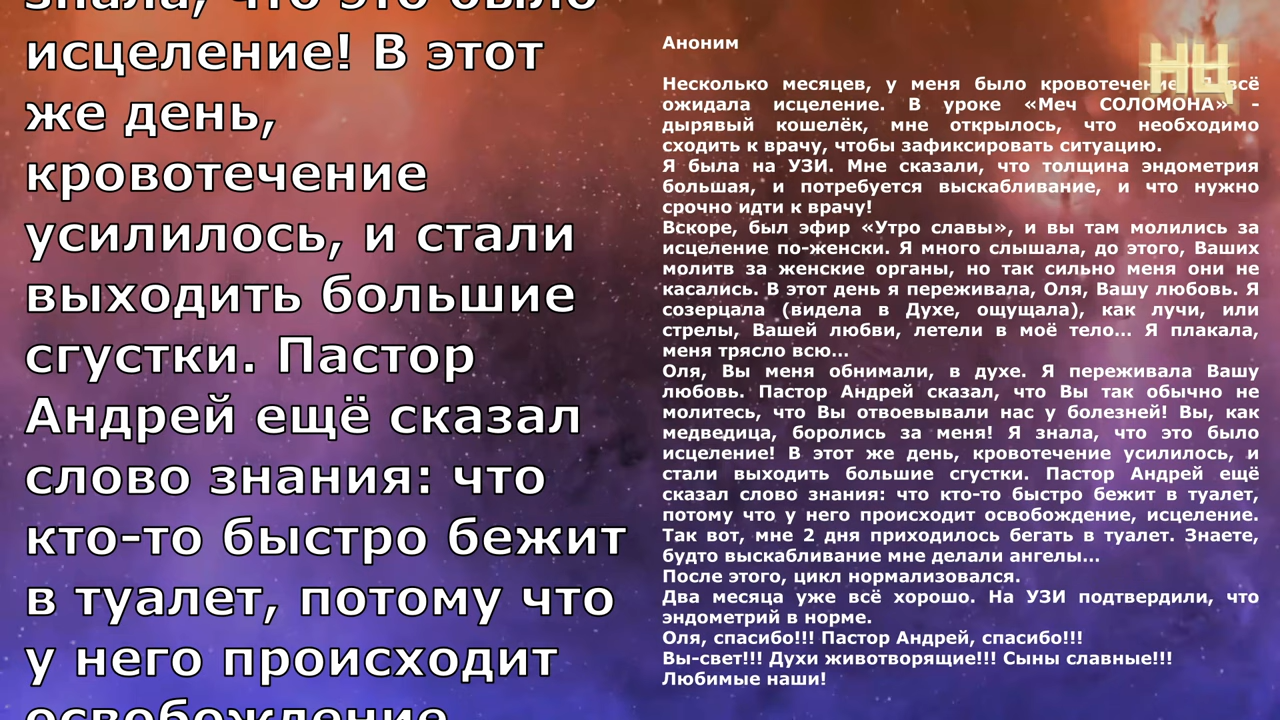 знала, что это было
исцеление! В этот
же день,
кровотечение
усилилось, и стали
выходить большие
сгустки. Пастор
Андрей ещё сказал
слово знания: что
кто-то быстро бежит
в туалет, потому что
у него происходит
освобождение
Аноним
Несколько месяцев, у меня было кровотечение. всё
ожидала исцеление. В уроке «Меч СОЛОМОНА» -
дырявый кошелёк, мне открылось, что необходимо
сходить к врачу, чтобы зафиксировать ситуацию.
Я была на УЗИ. Мне сказали, что толщина эндометрия
большая, и потребуется выскабливание, и что нужно
срочно идти к врачу!
Вскоре, был эфир «Утро славы», и вы там молились за
исцеление по-женски. Я много слышала, до этого, Ваших
молитв за женские органы, но так сильно меня они не
касались. В этот день я переживала, Оля, Вашу любовь. Я
созерцала (видела в Духе, ощущала), как лучи, или
стрелы, Вашей любви, летели в моё тело... Я плакала,
меня трясло всю...
Оля, Вы меня обнимали, в духе. Я переживала Вашу
любовь. Пастор Андрей сказал, что Вы так обычно не
молитесь, что Вы отвоевывали нас у болезней! Вы, как
медведица, боролись за меня! Я знала, что это было
исцеление! В этот же день, кровотечение усилилось, и
стали выходить большие сгустки. Пастор Андрей ещё
сказал слово знания: что кто-то быстро бежит в туалет,
потому что у него происходит освобождение, исцеление.
Так вот, мне 2 дня приходилось бегать в туалет. Знаете,
будто выскабливание мне делали ангелы...
После этого, цикл нормализовался.
Два месяца уже всё хорошо. На УЗИ подтвердили, что
эндометрий в норме.
Оля, спасибо!!! Пастор Андрей, спасибо!!!
Вы-свет!!! Духи животворящие!!! Сыны славные!!!
Любимые наши!
НЦ